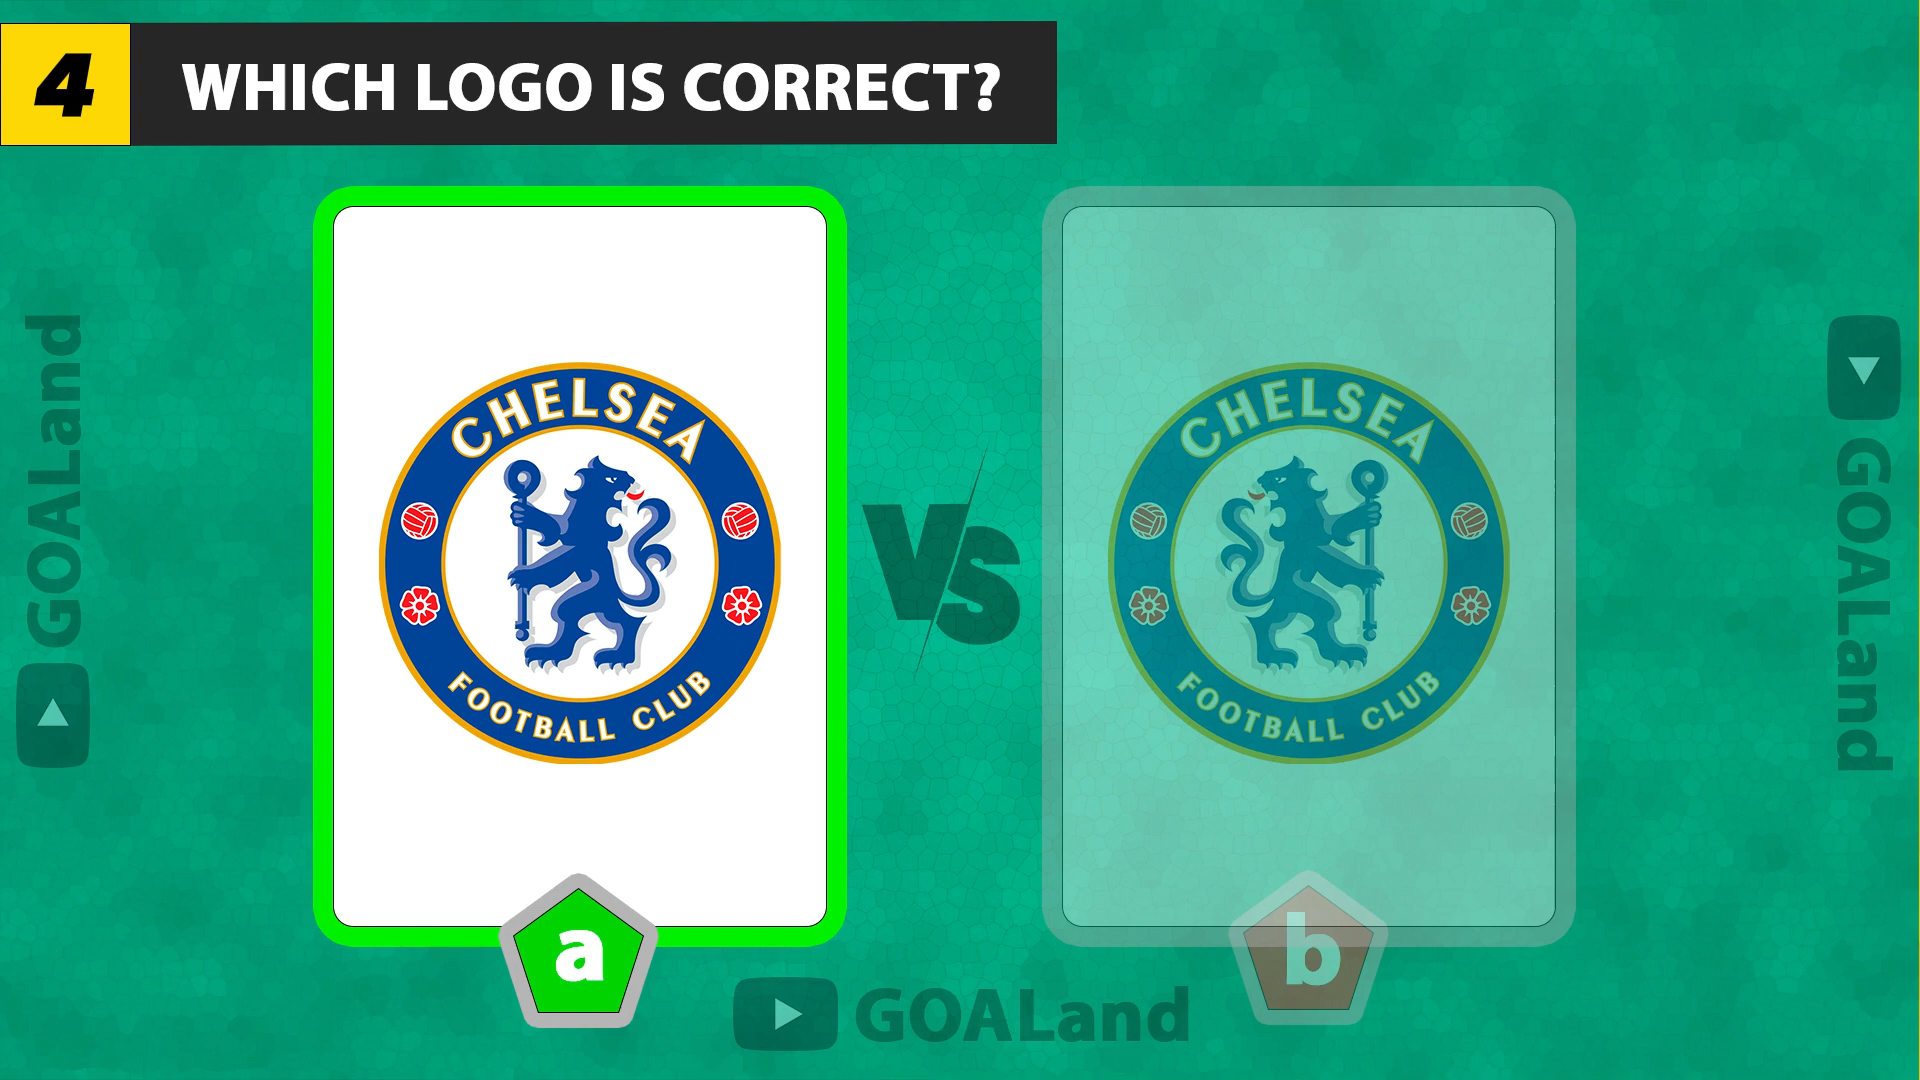 4
WHICH LOGO IS CORRECT?
CHELSEA
FOOTBALL CLUB
a
VS
CHELSEA
FOOTBALL CLUB
b
GOALand
GOALand
GOALand